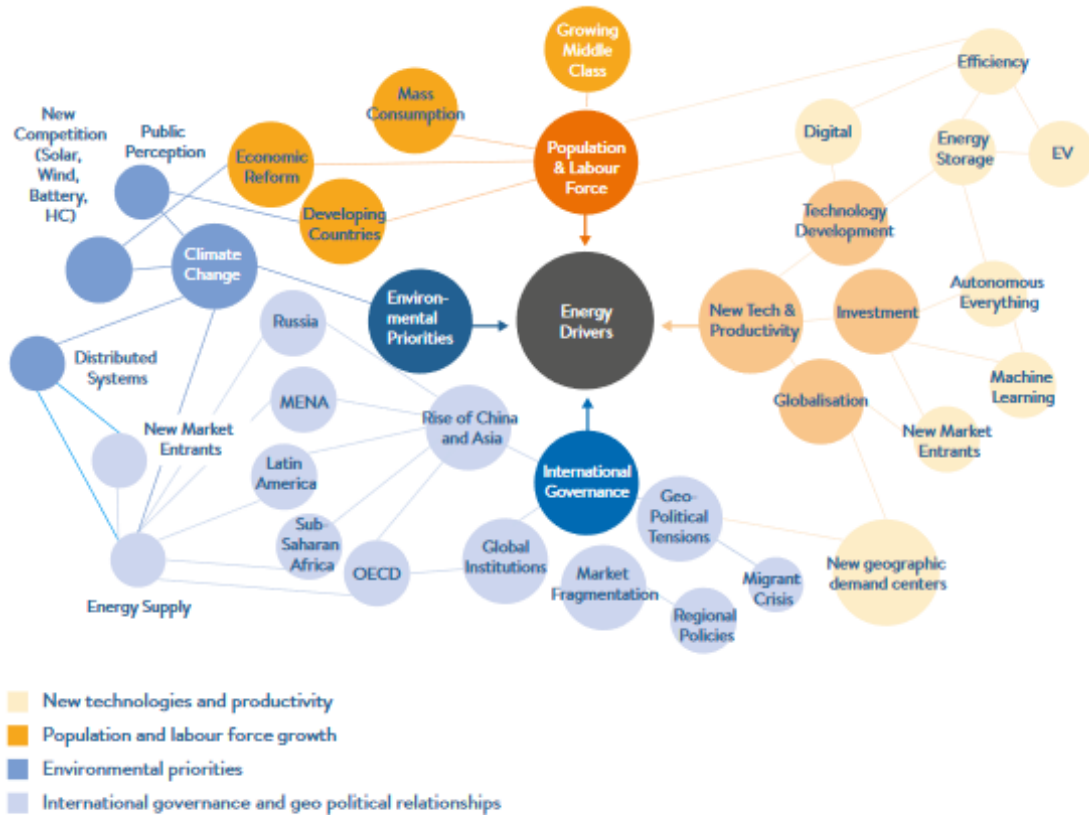 Growing
Middle
Class
Efficiency
Mass
Consumption
New
Competition
(Solar,
Wind,
Battery,
HC)
Public
Perception
Economic
Reform
Population
& Labour
Force
Digital
Energy
Storage
EV
Developing
Countries
Technology
Development
Climate
Change
Environ-
mental
Priorities
Energy
Drivers
New Tech &
Productivity
Investment
Autonomous
Everything
Russia
Distributed
Systems
MENA
Rise of China
and Asia
Globalisation
Machine
Learning
New Market
Entrants
New Market
Entrants
Latin
America
International
Governance
Geo-
Political
Tensions
Sub-
Saharan
Africa
OECD
Global
Institutions
Market
Fragmentation
Regional
Policies
Migrant
Crisis
New geographic
demand centers
Energy Supply
New technologies and productivity
Population and labour force growth
Environmental priorities
International governance and geo political relationships